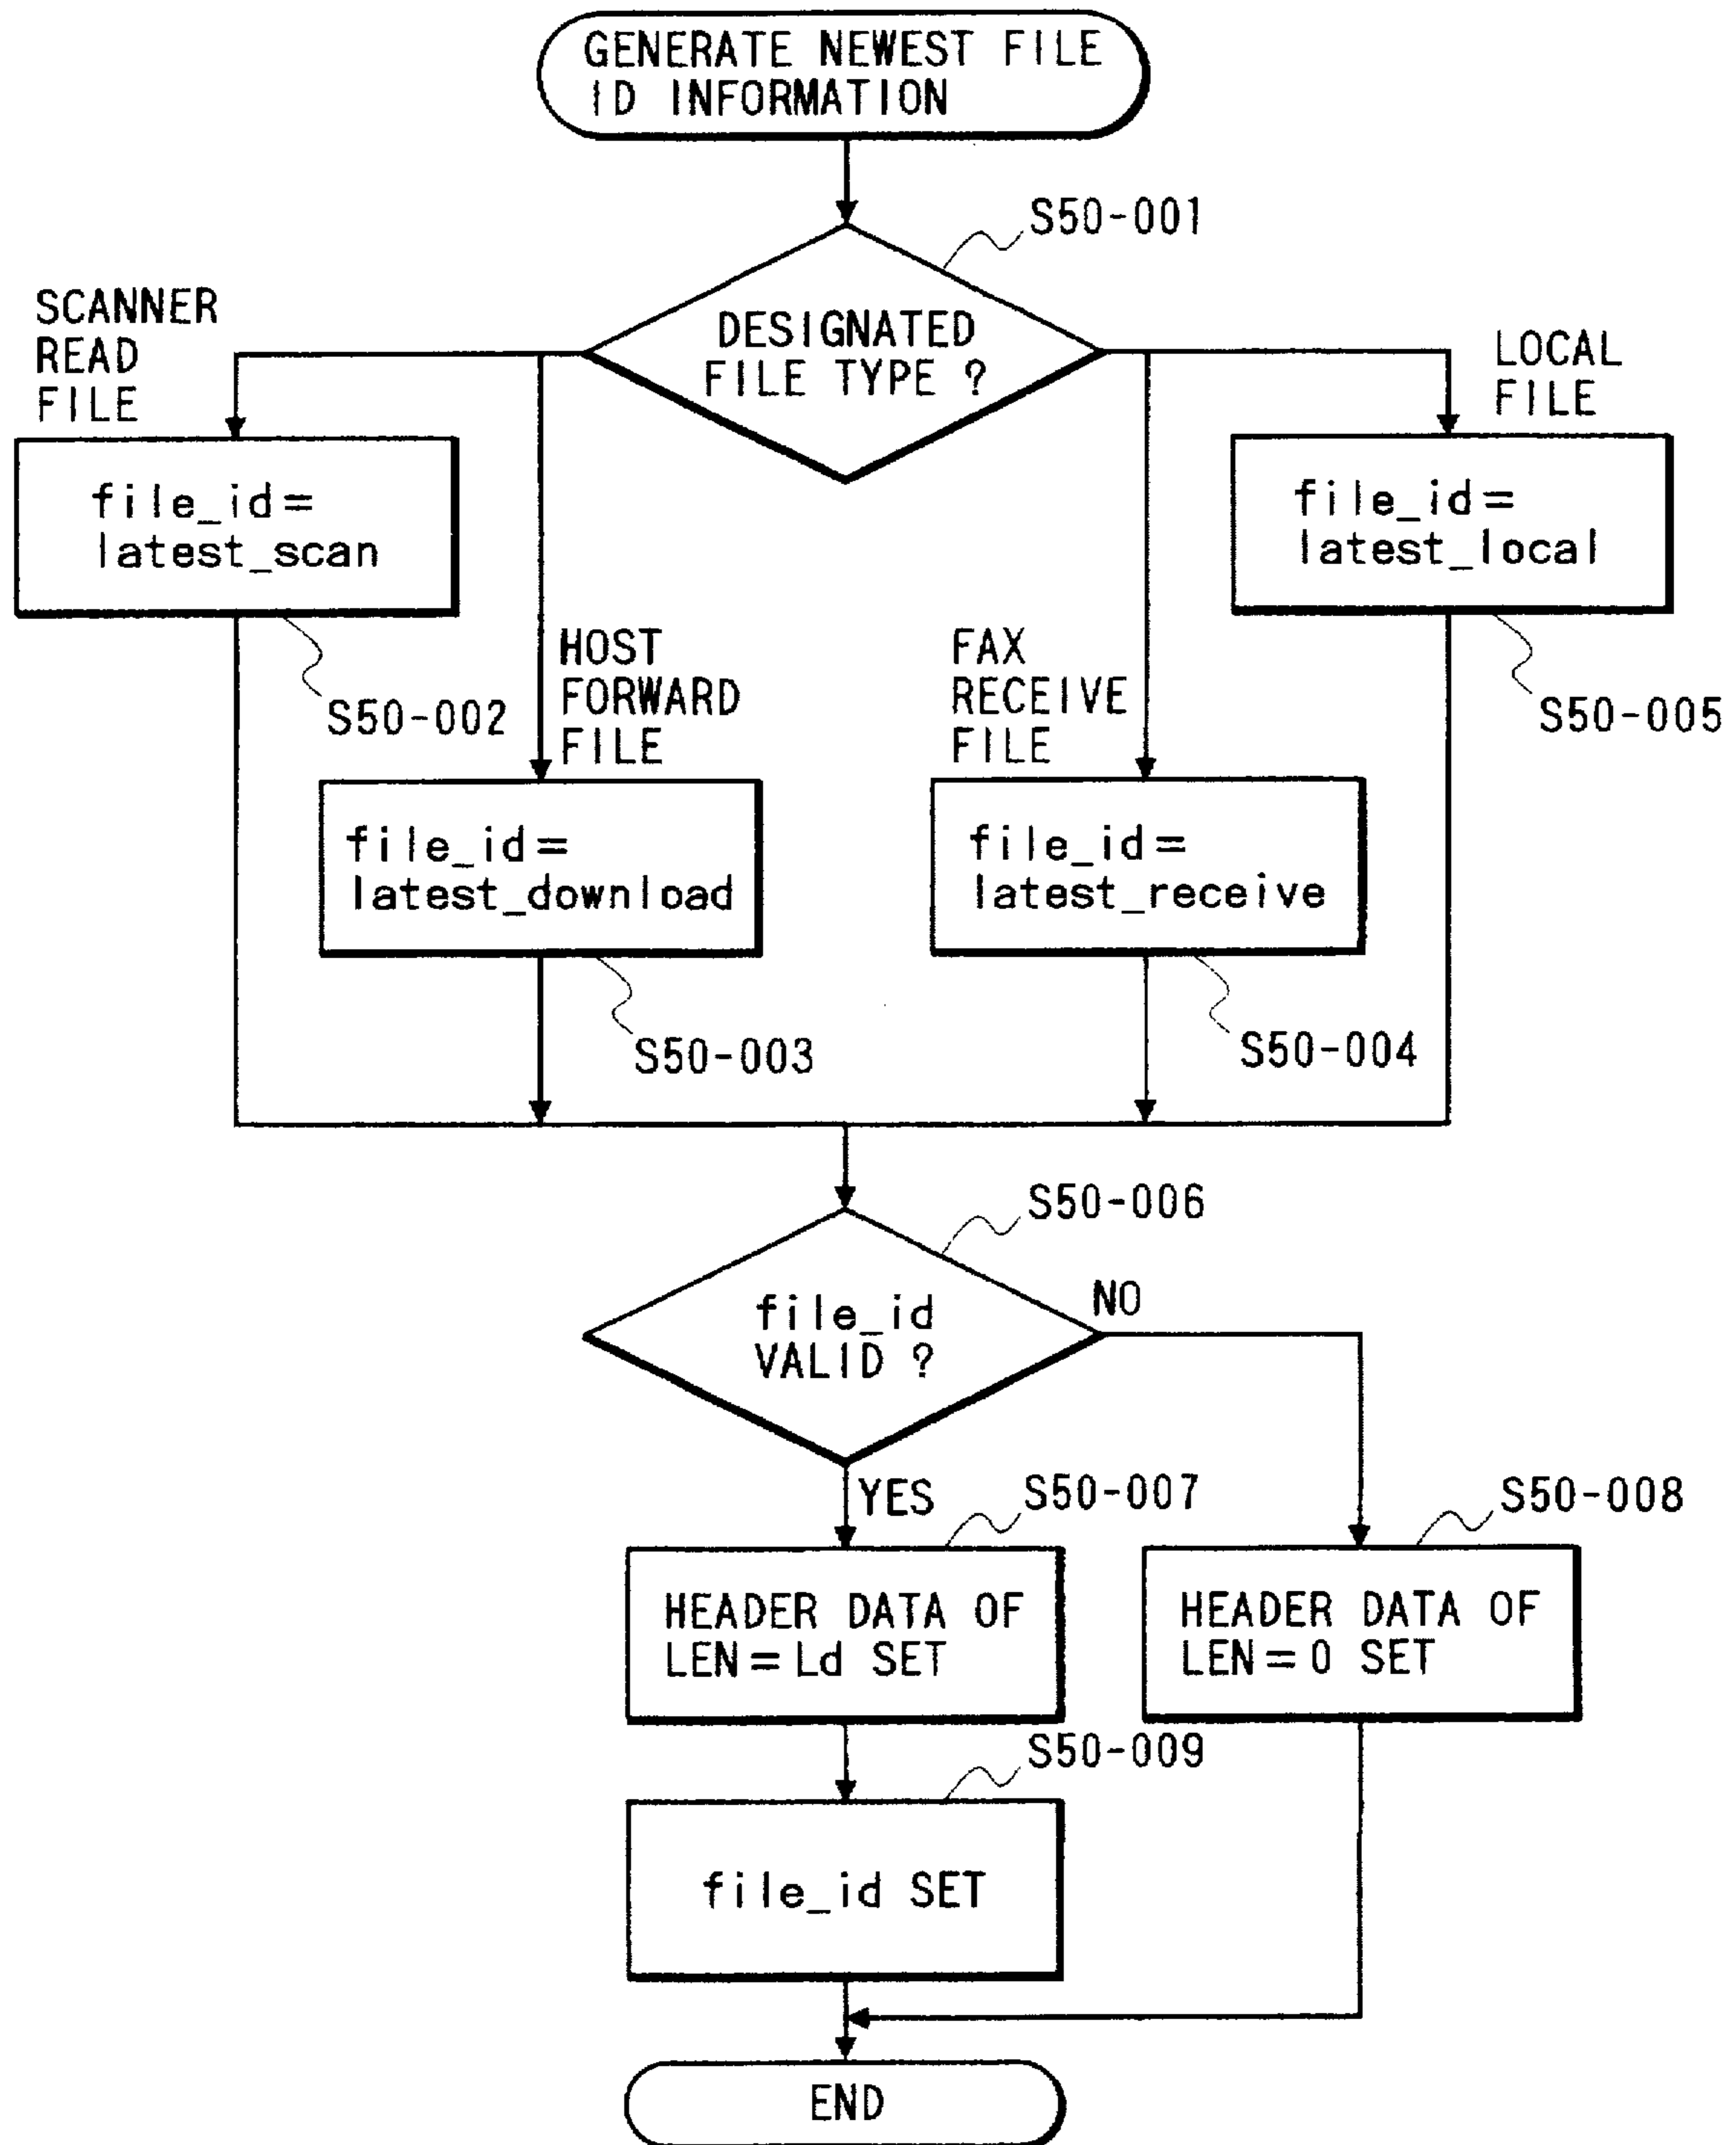 GENERATE NEWEST FILE
ID INFORMATION
S50-001
DESIGNATED
FILE TYPE ?
SCANNER
READ
FILE
LOCAL
FILE
file_id=
latest_scan
file_id=
latest_local
S50-002
HOST
FORWARD
FILE
FAX
RECEIVE
FILE
S50-005
file_id=
latest_download
file_id=
latest_receive
S50-003
S50-004
S50-006
file_id
VALID ?
NO
YES
S50-007
S50-008
HEADER DATA OF
LEN=Ld SET
HEADER DATA OF
LEN=0 SET
S50-009
file_id SET
END